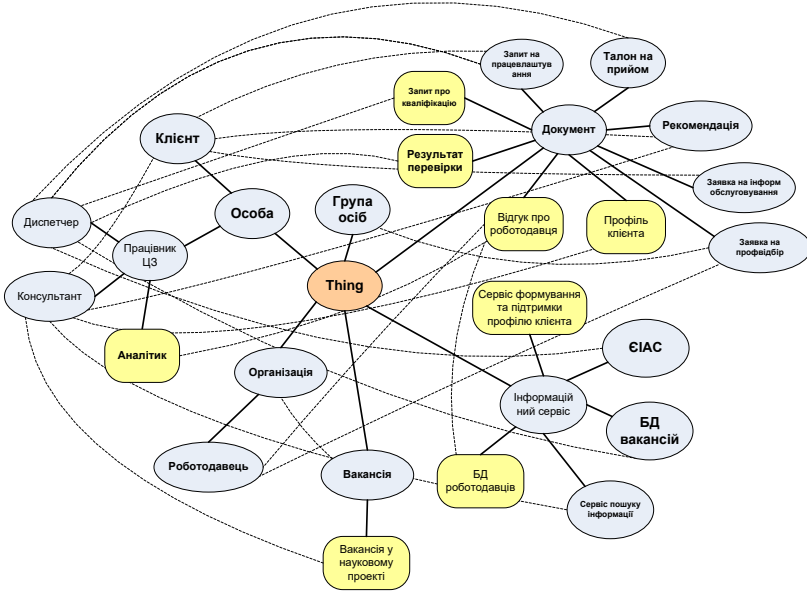 Запит на
працевлаштув
ання
Талон на
прийом
Запит про
кваліфікацію
Клієнт
Документ
Рекомендація
Результат
перевірки
Заявка на інформ
обслуговування
Група
осіб
Особа
Диспетчер
Відгук про
роботодавця
Профіль
клієнта
Заявка на
профвідбір
Працівник
ЦЗ
Консультант
Thing
Сервіс формування
та підтримки
профілю клієнта
Аналітик
ЄІАС
Організація
Інформацій
ний сервіс
БД
вакансій
Роботодавець
Вакансія
БД
роботодавців
Сервіс пошуку
інформації
Вакансія у
науковому
проекті